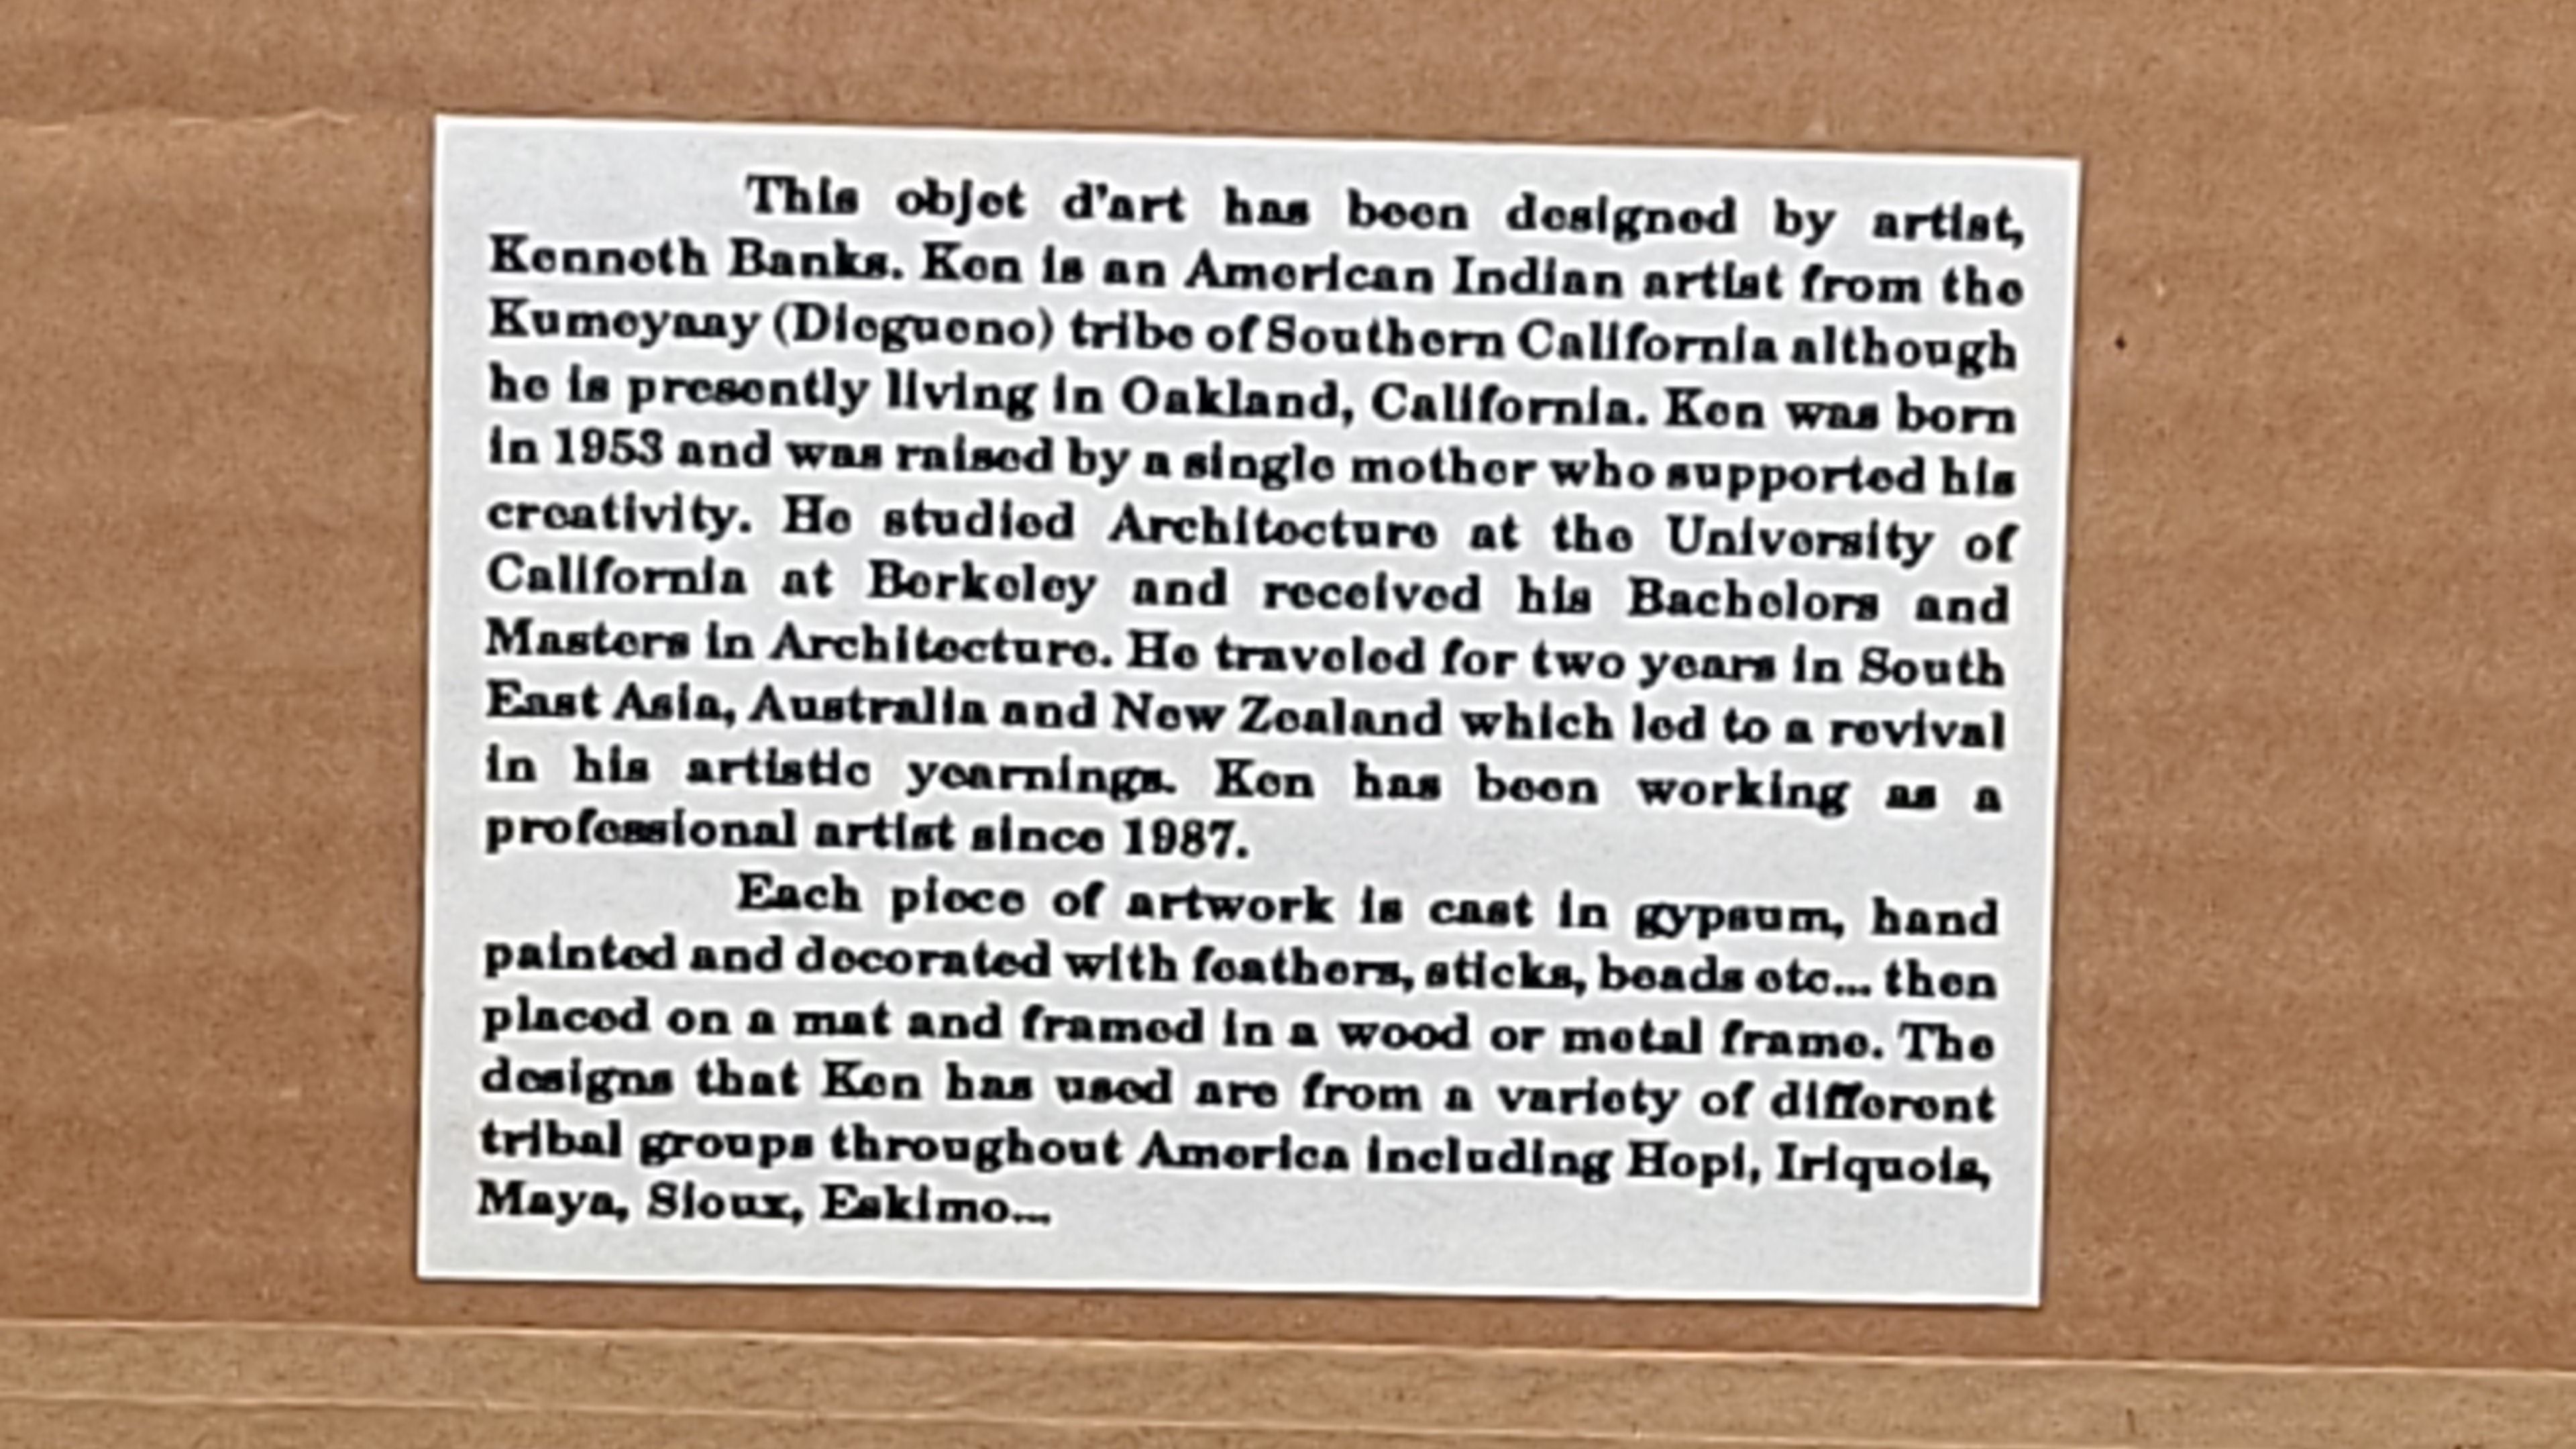 This objet d'art has been designed by artist,
Kenneth Banks. Ken is an American Indian artist from the
Kumeyaay (Diegueno) tribe of Southern California although
he is presently living in Oakland, California. Ken was born
in 1953 and was raised by a single mother who supported his
creativity. He studied Architecture at the University of
California at Berkeley and received his Bachelors and
Masters in Architecture. He traveled for two years in South
East Asia, Australia and New Zealand which led to a revival
in his artistic yearnings. Ken has been working as a
professional artist since 1987.
Each piece of artwork is cast in gypsum, hand
painted and decorated with feathers, sticks, beads etc... then
placed on a mat and framed in a wood or metal frame. The
designs that Ken has used are from a variety of different
tribal groups throughout America including Hopi, Iriquois,
Maya, Sioux, Eskimo...